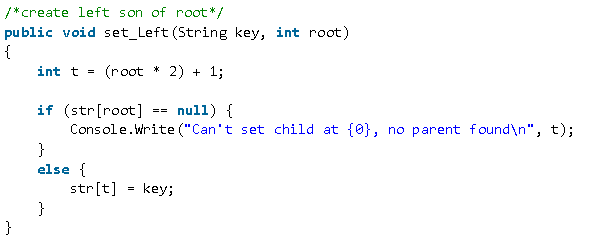 /*create left son of root*/
public void set_Left(String key, int root)
{
    int t = (root * 2) + 1;

    if (str[root] == null) {
        Console.Write("Can't set child at {0}, no parent found\n", t);
    }
    else {
        str[t] = key;
    }
}